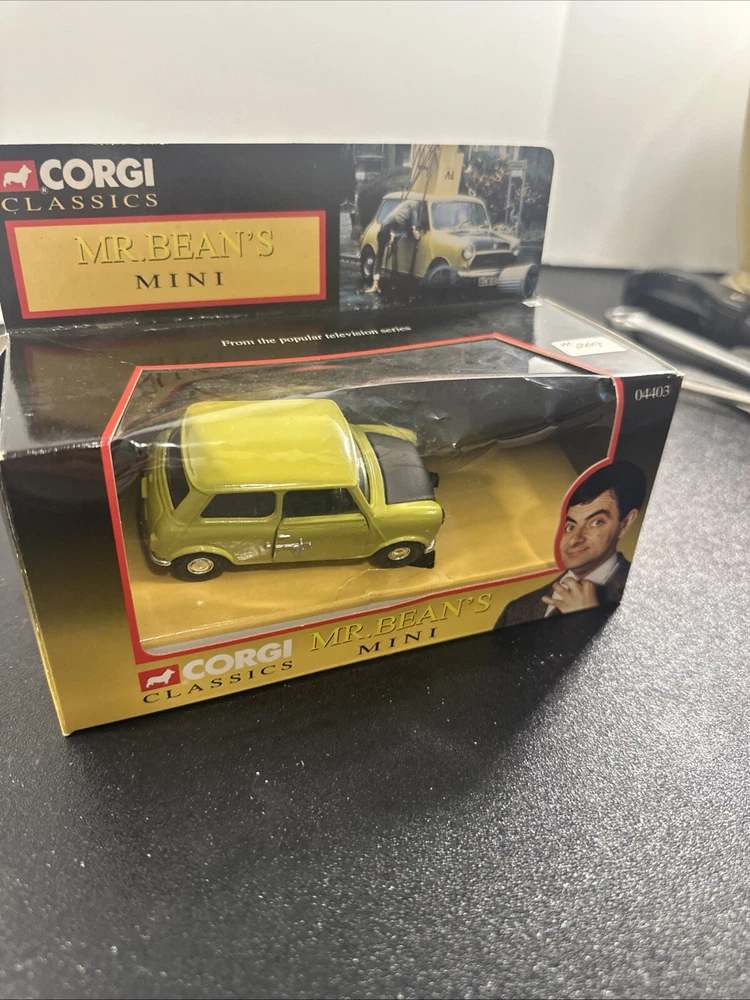 CORGI
CLASSICS
MR.BEAN'S
MINI
From the popular television series
04403
CORGI
CLASSICS
MR.BEAN'S
MINI